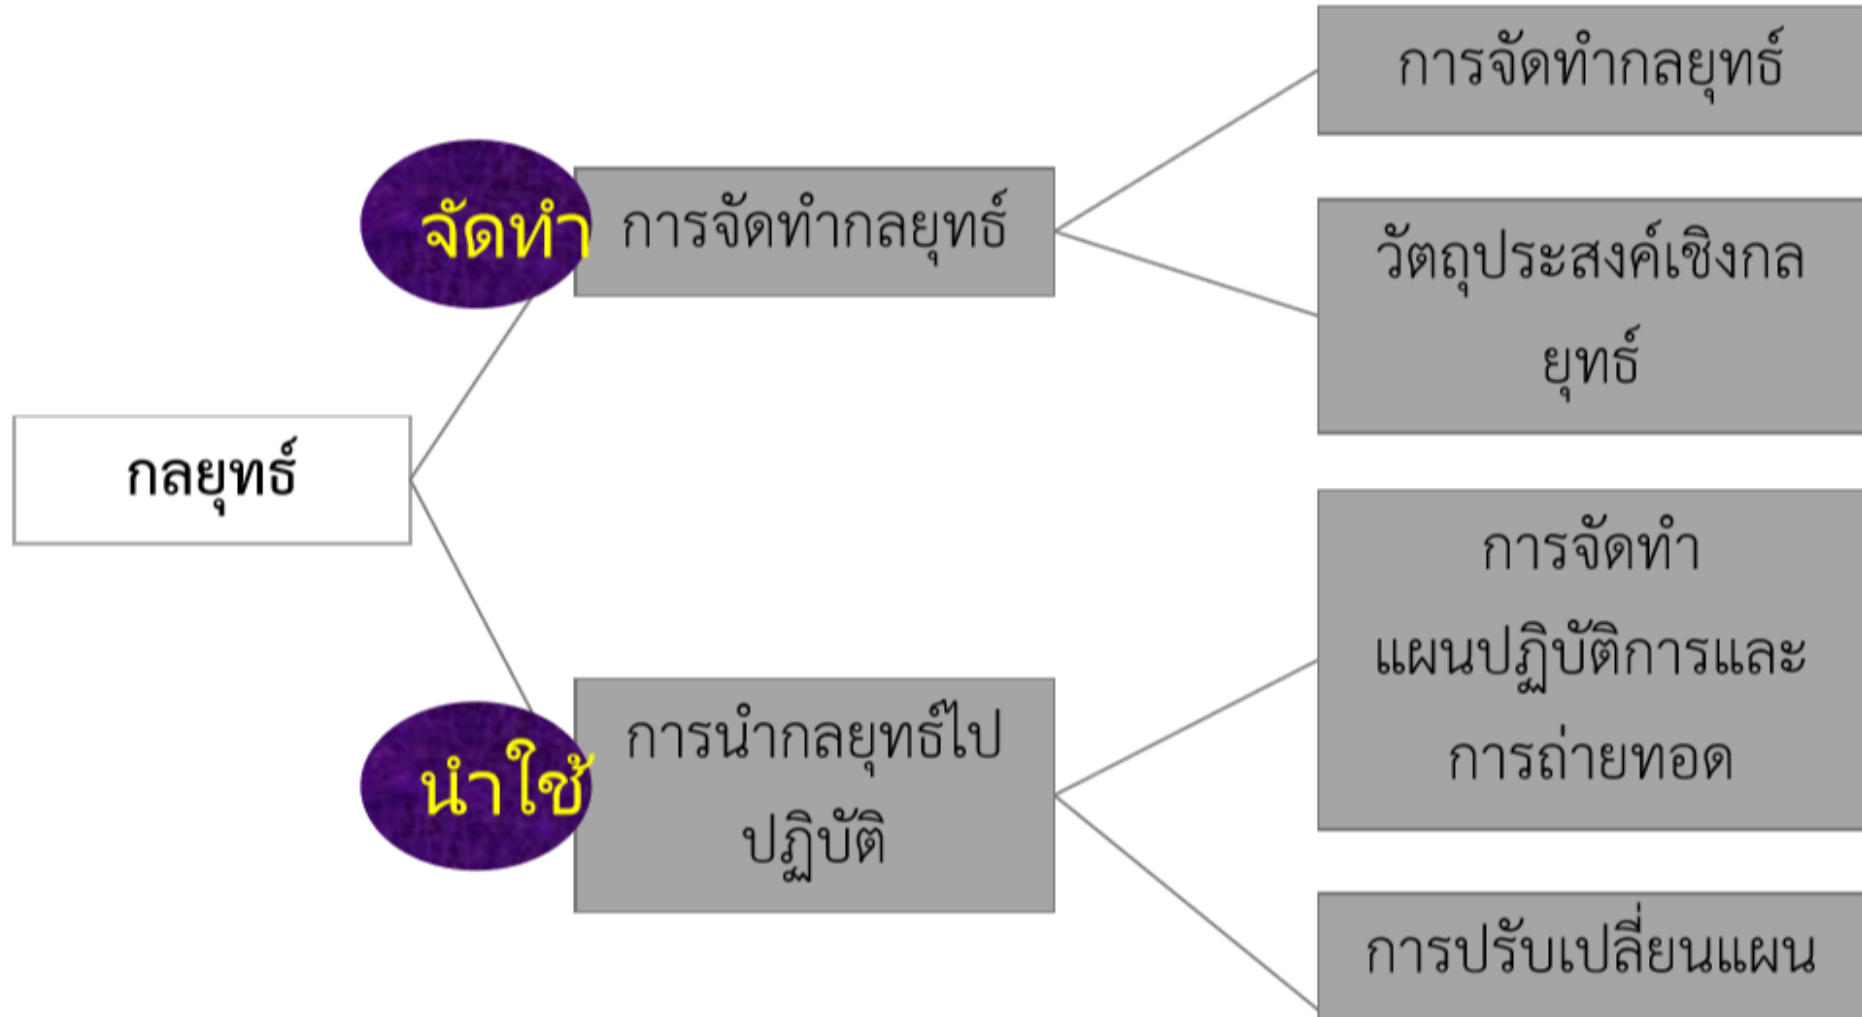 กลยุทธ์
จัดทำ
การจัดทำกลยุทธ์
การจัดทำกลยุทธ์
วัตถุประสงค์เชิงกล
ยุทธ์
นำใช้
การนำกลยุทธ์ไป
ปฏิบัติ
การจัดทำ
แผนปฏิบัติการและ
การถ่ายทอด
การปรับเปลี่ยนแผน